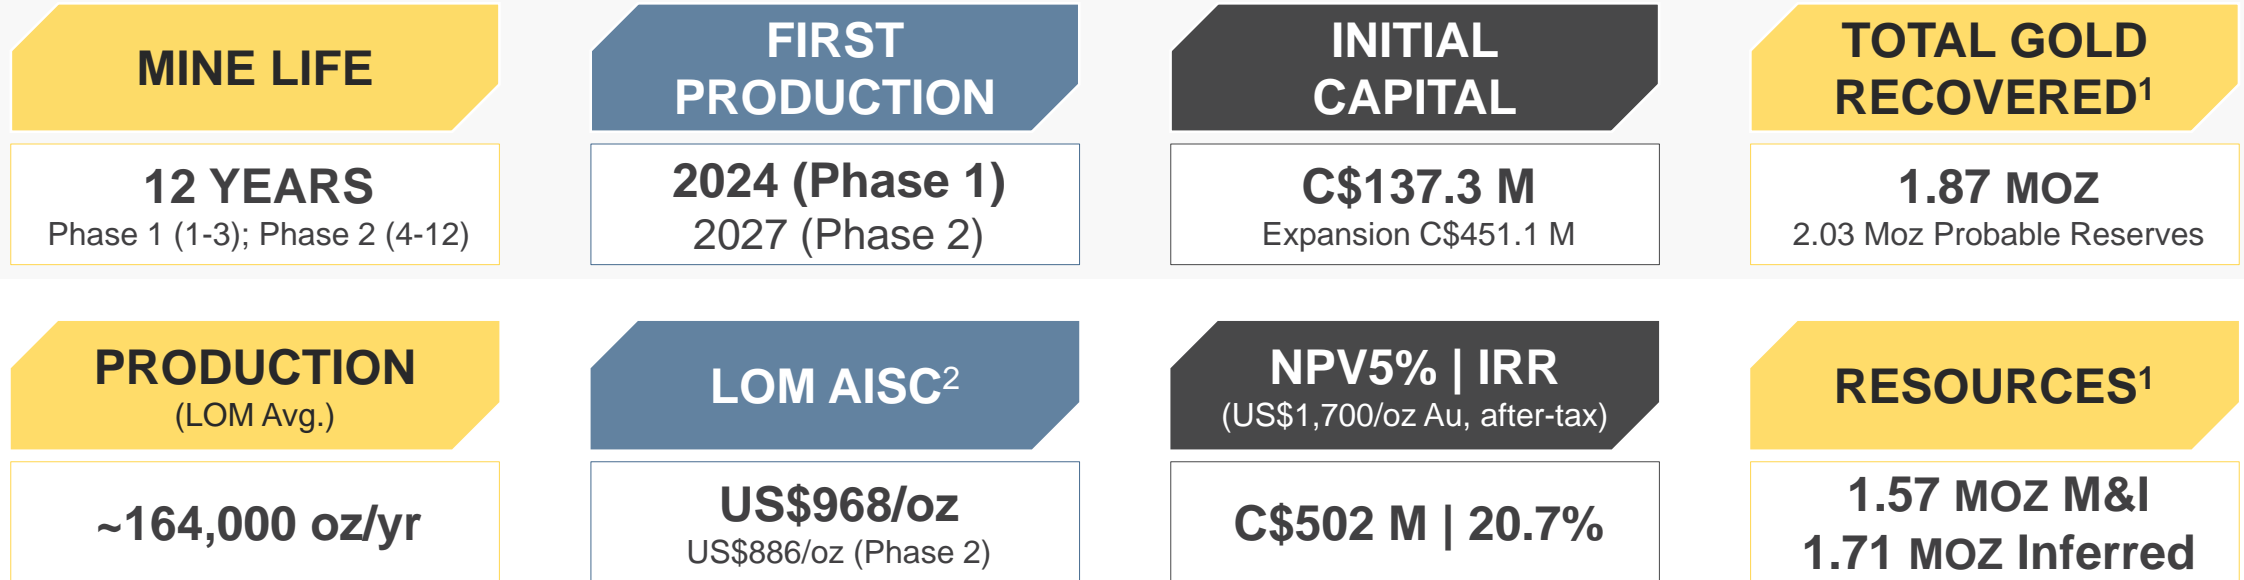 MINE LIFE
12 YEARS
Phase 1 (1-3); Phase 2 (4-12)
FIRST
PRODUCTION
2024 (Phase 1)
2027 (Phase 2)
INITIAL
CAPITAL
C$137.3 M
Expansion C$451.1 M
TOTAL GOLD
RECOVERED¹
1.87 MOZ
2.03 Moz Probable Reserves
PRODUCTION
(LOM Avg.)
~164,000 oz/yr
LOM AISC²
US$968/oz
US$886/oz (Phase 2)
NPV5% | IRR
(US$1,700/oz Au, after-tax)
C$502 M | 20.7%
RESOURCES¹
1.57 MOZ M&I
1.71 MOZ Inferred